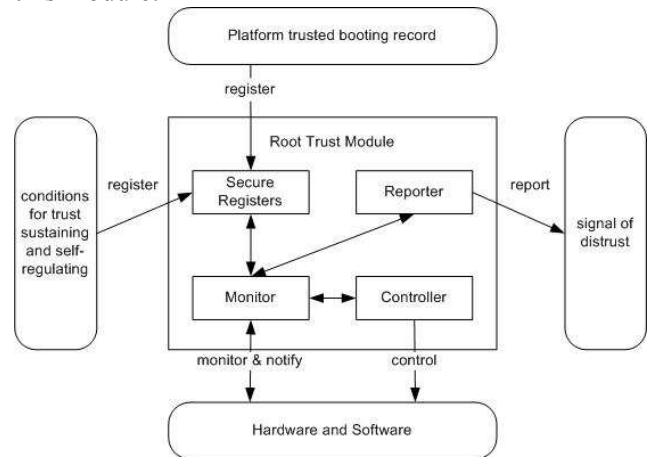 Platform trusted booting record
register
Root Trust Module
register
report
conditions
for trust
sustaining
and self-
regulating
Secure
Registers
Reporter
signal of
distrust
Monitor
Controller
monitor & notify
control
Hardware and Software